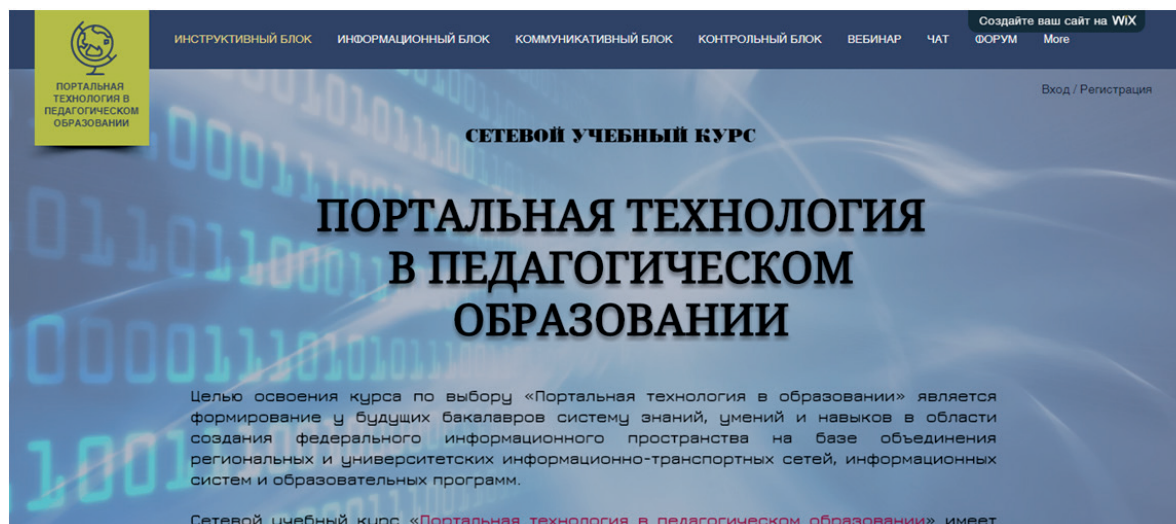 Создайте ваш сайт на WiX
ИНСТРУКТИВНЫЙ БЛОК ИНФОРМАЦИОННЫЙ БЛОК КОММУНИКАТИВНЫЙ БЛОК КОНТРОЛЬНЫЙ БЛОК ВЕБИНАР ЧАТ ФОРУМ More
ПОРТАЛЬНАЯ
ТЕХНОЛОГИЯ В
ПЕДАГОГИЧЕСКОМ
ОБРАЗОВАНИИ
Вход / Регистрация
СЕТЕВОЙ УЧЕБНЫЙ КУРС
ПОРТАЛЬНАЯ ТЕХНОЛОГИЯ
В ПЕДАГОГИЧЕСКОМ
ОБРАЗОВАНИИ
Целью освоения курса по выбору «Портальная технология в образовании» является
формирование у будущих бакалавров систему знаний, умений и навыков в области
создания федерального информационного пространства на базе объединения
региональных и университетских информационно-транспортных сетей, информационных
систем и образовательных программ.
Сетевой учебный курс «Портальная технология в педагогическом образовании» имеет